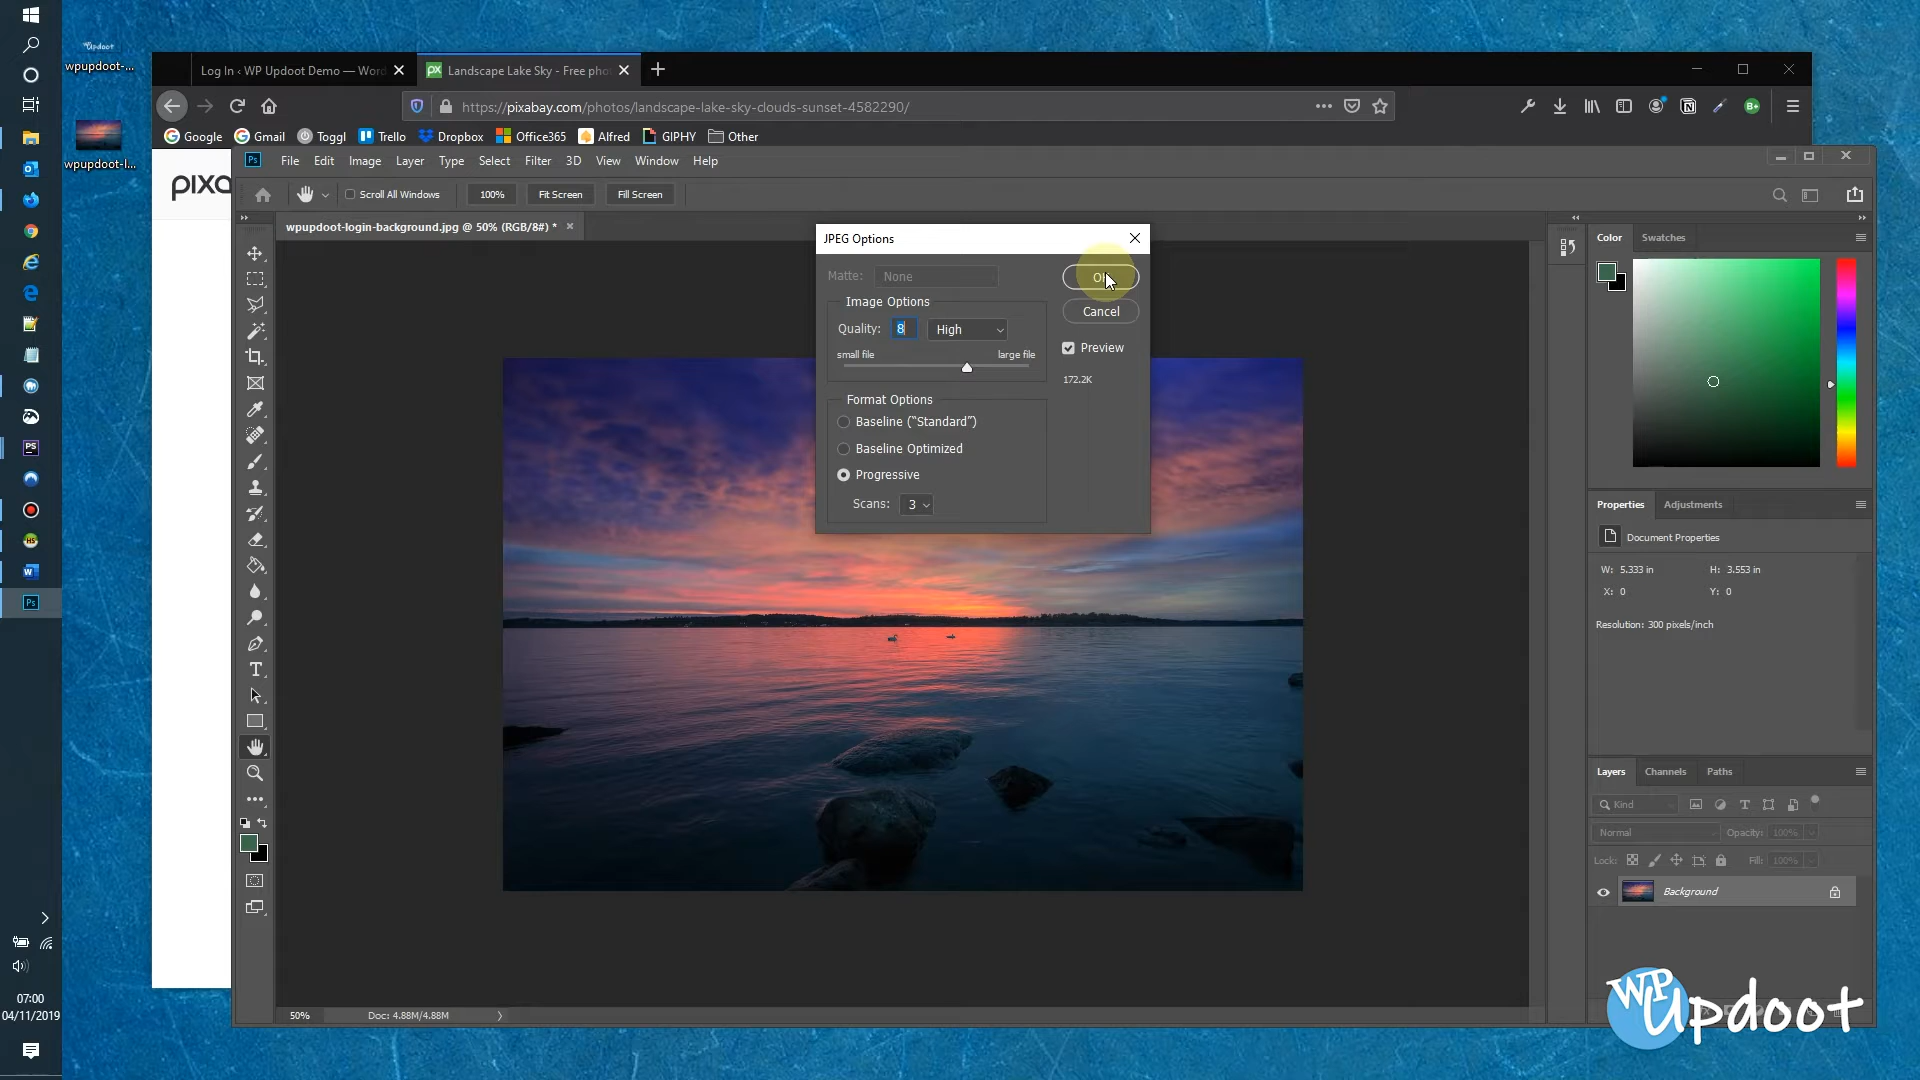 wpupdoot-...
wpupdoot-l...
Log In ‹ WP Updoot Demo — Word
Landscape Lake Sky - Free pho
https://pixabay.com/photos/landscape-lake-sky-clouds-sunset-4582290/
Google
Gmail
Toggl
Trello
Dropbox
Office365
Alfred
GIPHY
Other
pixa
Ps
File
Edit
Image
Layer
Type
Select
Filter
3D
View
Window
Help
Scroll All Windows
100%
Fit Screen
Fill Screen
wpupdoot-login-background.jpg @ 50% (RGB/8#) *
JPEG Options
Matte:
None
OK
Cancel
Image Options
Quality:
8
High
small file
large file
Preview
172.2K
Format Options
Baseline (“Standard”)
Baseline Optimized
Progressive
Scans:
3
Color
Swatches
Properties
Adjustments
Document Properties
W: 5.333 in
H: 3.553 in
X: 0
Y: 0
Resolution: 300 pixels/inch
Layers
Channels
Paths
Kind
Normal
Opacity:
100%
Lock:
Fill:
100%
Background
50%
Doc: 4.88M/4.88M
07:00
04/11/2019
WP Updoot